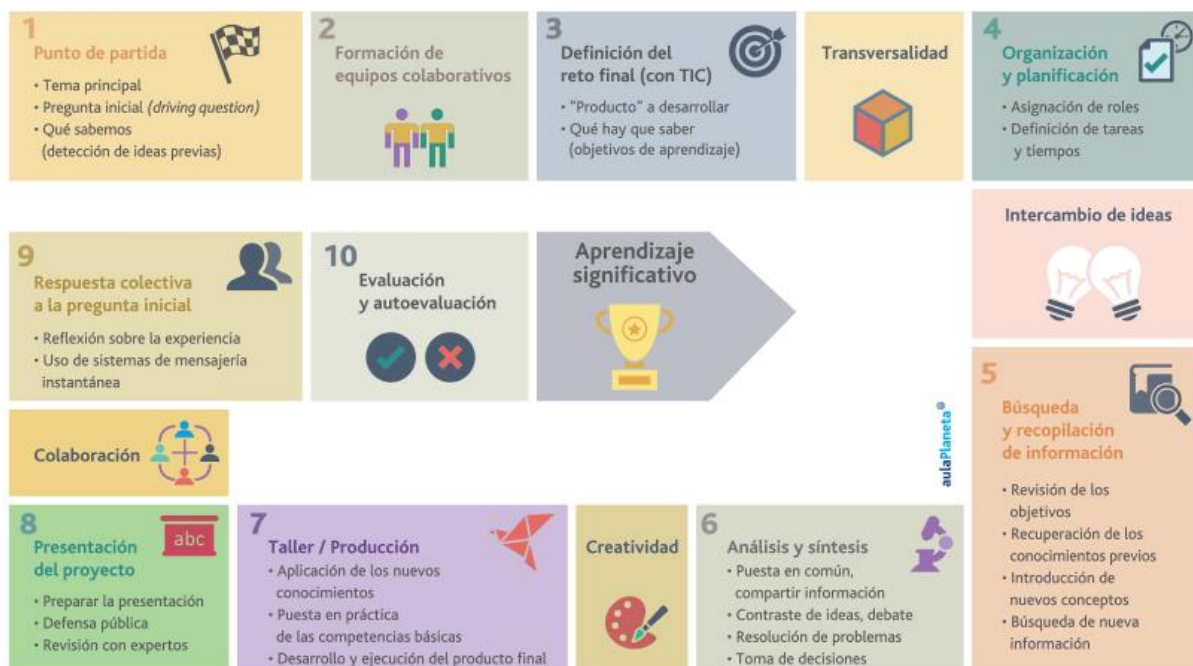 1
Punto de partida
• Tema principal
• Pregunta inicial (driving question)
• Qué sabemos
(detección de ideas previas)
2
Formación de
equipos colaborativos
3
Definición del
reto final (con TIC)
• "Producto" a desarrollar
• Qué hay que saber
(objetivos de aprendizaje)
Transversalidad
4
Organización
y planificación
• Asignación de roles
• Definición de tareas
y tiempos
Intercambio de ideas
5
Búsqueda
y recopilación
de información
• Revisión de los
objetivos
• Recuperación de los
conocimientos previos
• Introducción de
nuevos conceptos
• Búsqueda de nueva
información
6
Análisis y síntesis
• Puesta en común,
compartir información
• Contraste de ideas, debate
• Resolución de problemas
• Toma de decisiones
Creatividad
7
Taller / Producción
• Aplicación de los nuevos
conocimientos
• Puesta en práctica
de las competencias básicas
• Desarrollo y ejecución del producto final
8
abc
Presentación
del proyecto
• Preparar la presentación
• Defensa pública
• Revisión con expertos
Colaboración
9
Respuesta colectiva
a la pregunta inicial
• Reflexión sobre la experiencia
• Uso de sistemas de mensajería
instantánea
10
Evaluación
y autoevaluación
Aprendizaje
significativo
aulaPlaneta